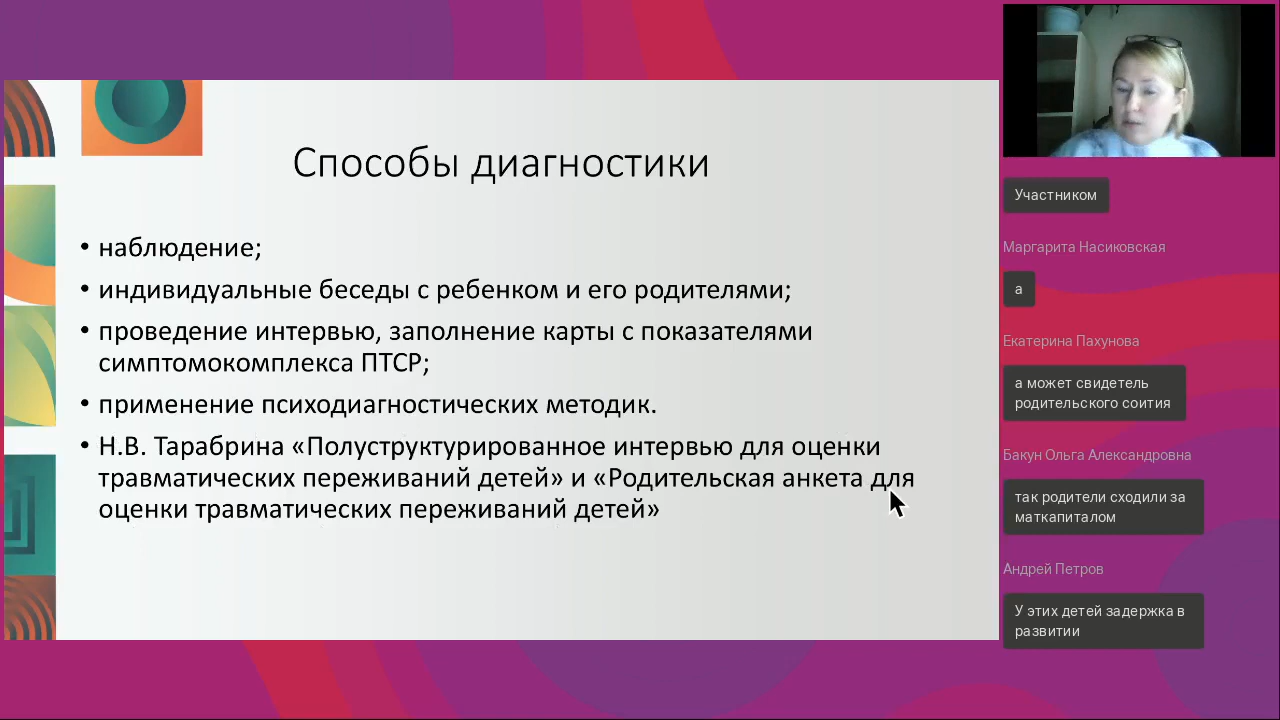 Способы диагностики
• наблюдение;
• индивидуальные беседы с ребенком и его родителями;
• проведение интервью, заполнение карты с показателями
симптомокомплекса ПТСР;
• применение психодиагностических методик.
• Н.В. Тарабрина «Полуструктурированное интервью для оценки
травматических переживаний детей» и «Родительская анкета для
оценки травматических переживаний детей»
Участником
Маргарита Насиковская
а
Екатерина Пахунова
а может свидетель
родительского соития
Бакун Ольга Александровна
так родители сходили за
маткапиталом
Андрей Петров
У этих детей задержка в
развитии